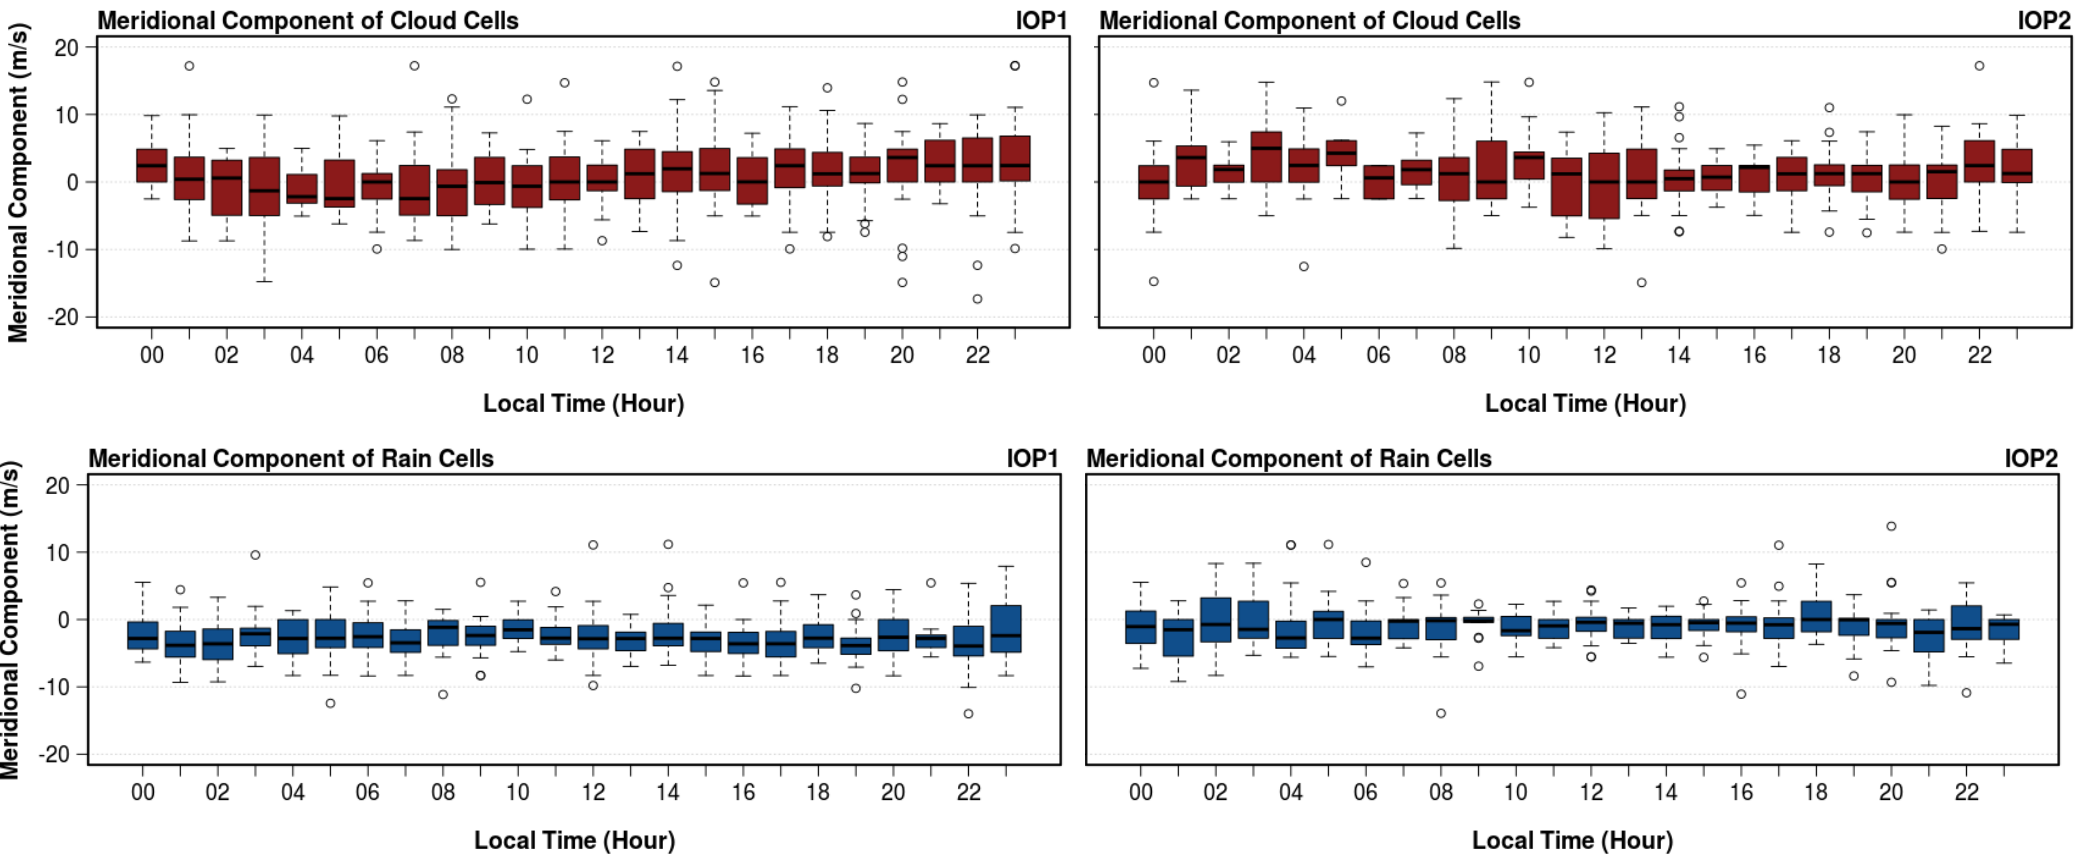 Meridional Component of Cloud Cells IOP1
Meridional Component (m/s)
20
10
0
-10
-20
00 02 04 06 08 10 12 14 16 18 20 22
Local Time (Hour)
Meridional Component of Cloud Cells IOP2
00 02 04 06 08 10 12 14 16 18 20 22
Local Time (Hour)
Meridional Component of Rain Cells IOP1
Meridional Component (m/s)
20
10
0
-10
-20
00 02 04 06 08 10 12 14 16 18 20 22
Local Time (Hour)
Meridional Component of Rain Cells IOP2
00 02 04 06 08 10 12 14 16 18 20 22
Local Time (Hour)